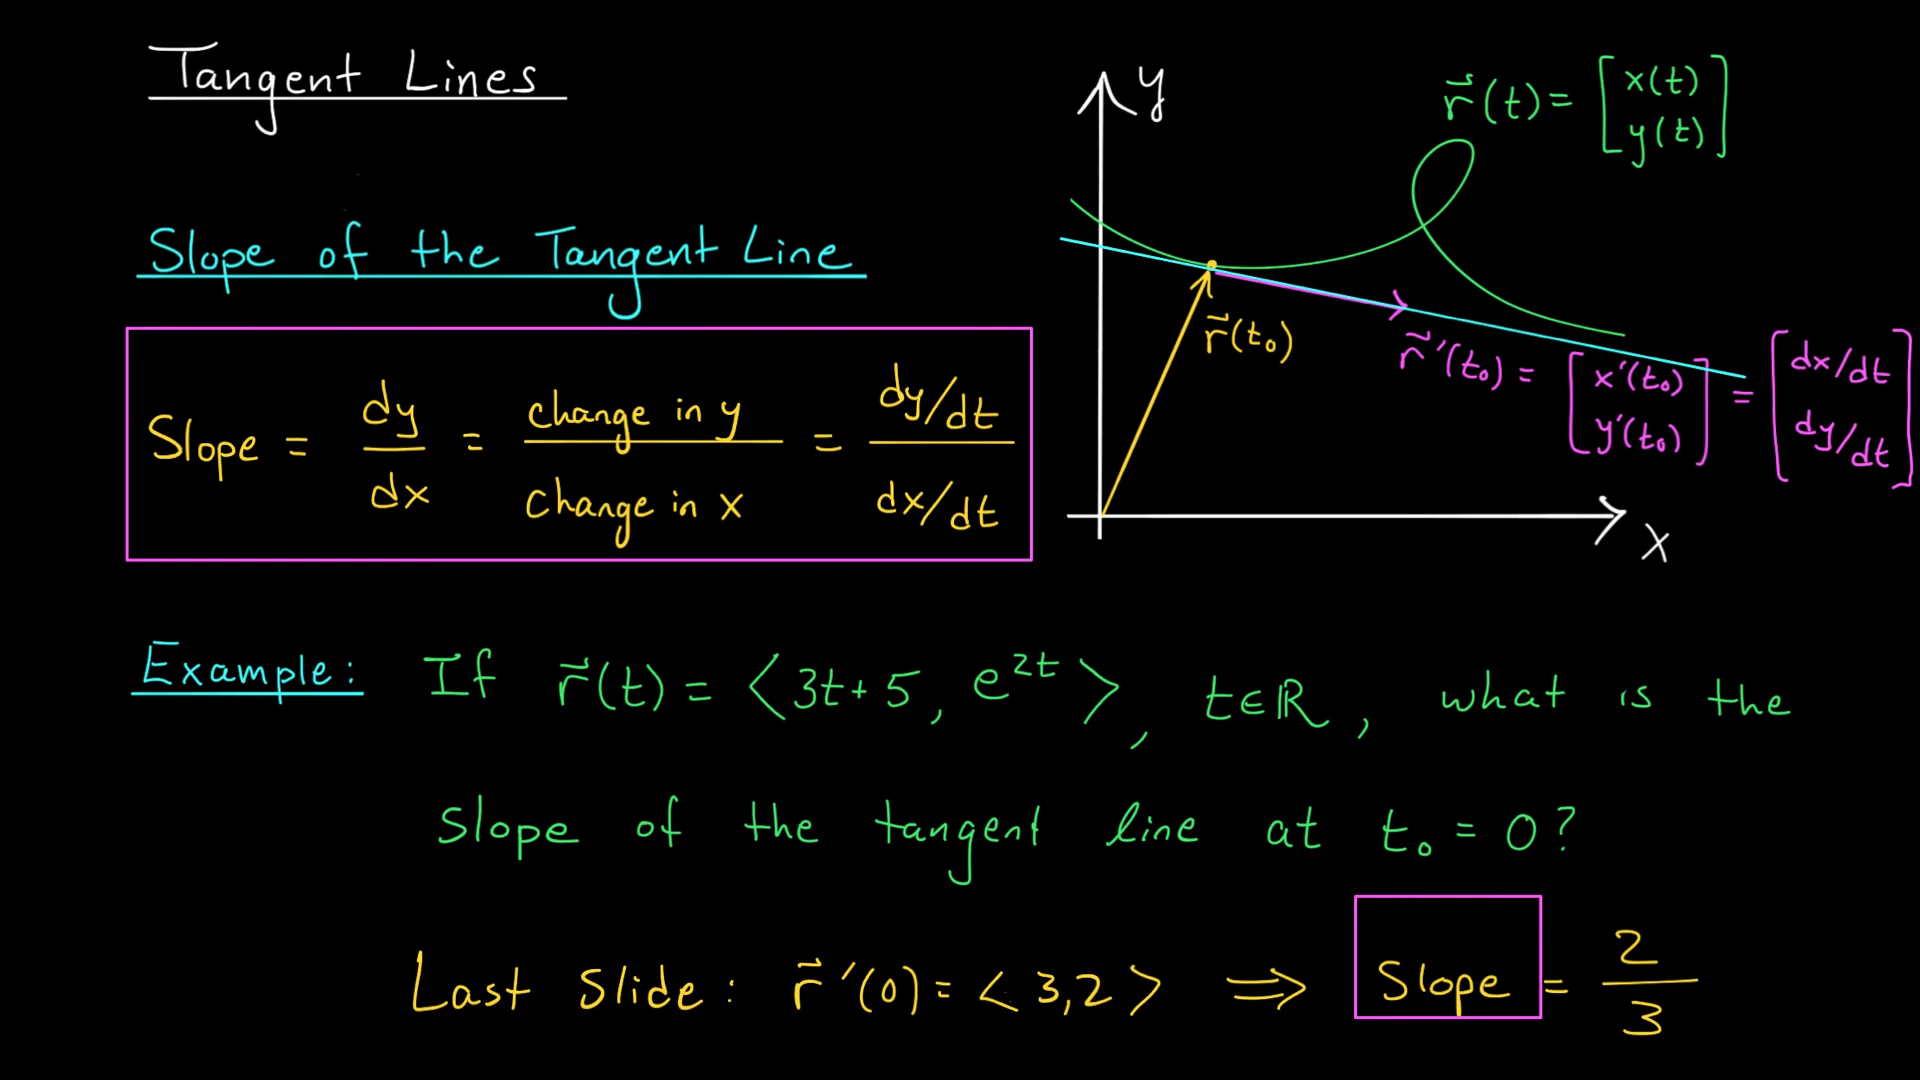 Tangent Lines
Slope of the Tangent Line
Slope = dy/dx = change in y / change in x = (dy/dt)/(dx/dt)
y
r⃗(t) = [x(t)
y(t)]
r⃗(t₀)
r⃗'(t₀) = [x'(t₀)
y'(t₀)] = [dx/dt
dy/dt]
x
Example: If r⃗(t) = ⟨3t+5, e^{2t}⟩, t∈ℝ, what is the
slope of the tangent line at t₀ = 0?
Last Slide: r⃗'(0) = ⟨3,2⟩ ⟹ Slope = 2/3